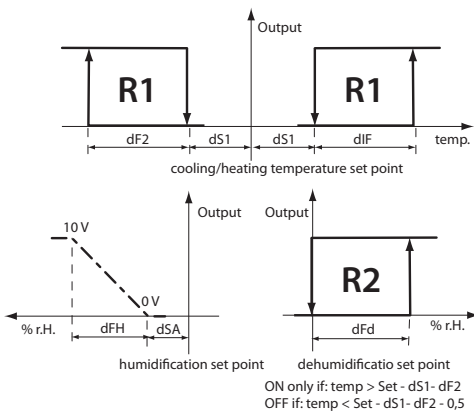 Output
R1
R1
dF2
dS1
dS1
dIF
temp.
cooling/heating temperature set point
10 V
Output
0 V
% r.H.
dFH
dSA
humidification set point
Output
R2
dFd
% r.H.
dehumidificatio set point
ON only if: temp > Set - dS1- dF2
OFF if: temp < Set - dS1- dF2 - 0,5